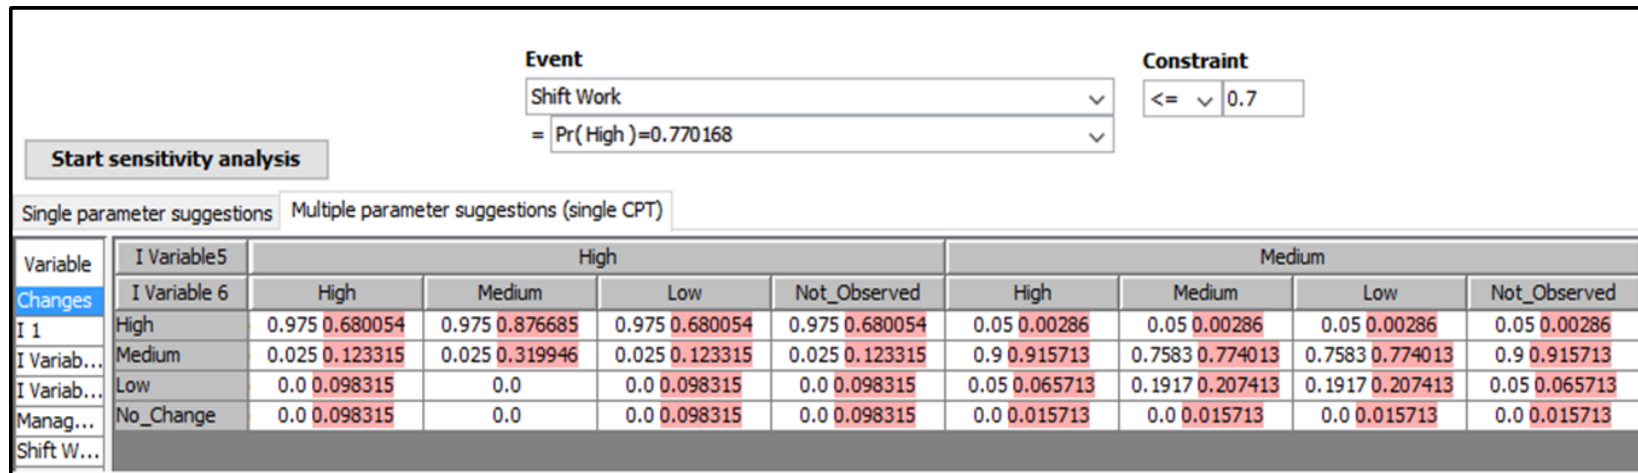 Event
Constraint
Shift Work
<= 0.7
= Pr( High )=0.770168
Start sensitivity analysis
Single parameter suggestions Multiple parameter suggestions (single CPT)
Variable I Variable5 High Medium
Changes I Variable 6 High Medium Low Not_Observed High Medium Low Not_Observed
I 1 High 0.975 0.680054 0.975 0.876685 0.975 0.680054 0.975 0.680054 0.05 0.00286 0.05 0.00286 0.05 0.00286 0.05 0.00286
I Variab... Medium 0.025 0.123315 0.025 0.319946 0.025 0.123315 0.025 0.123315 0.9 0.915713 0.7583 0.774013 0.7583 0.774013 0.9 0.915713
I Variab... Low 0.0 0.098315 0.0 0.0 0.098315 0.0 0.098315 0.05 0.065713 0.1917 0.207413 0.1917 0.207413 0.05 0.065713
Manag... No_Change 0.0 0.098315 0.0 0.0 0.098315 0.0 0.098315 0.0 0.015713 0.0 0.015713 0.0 0.015713 0.0 0.015713
Shift W...